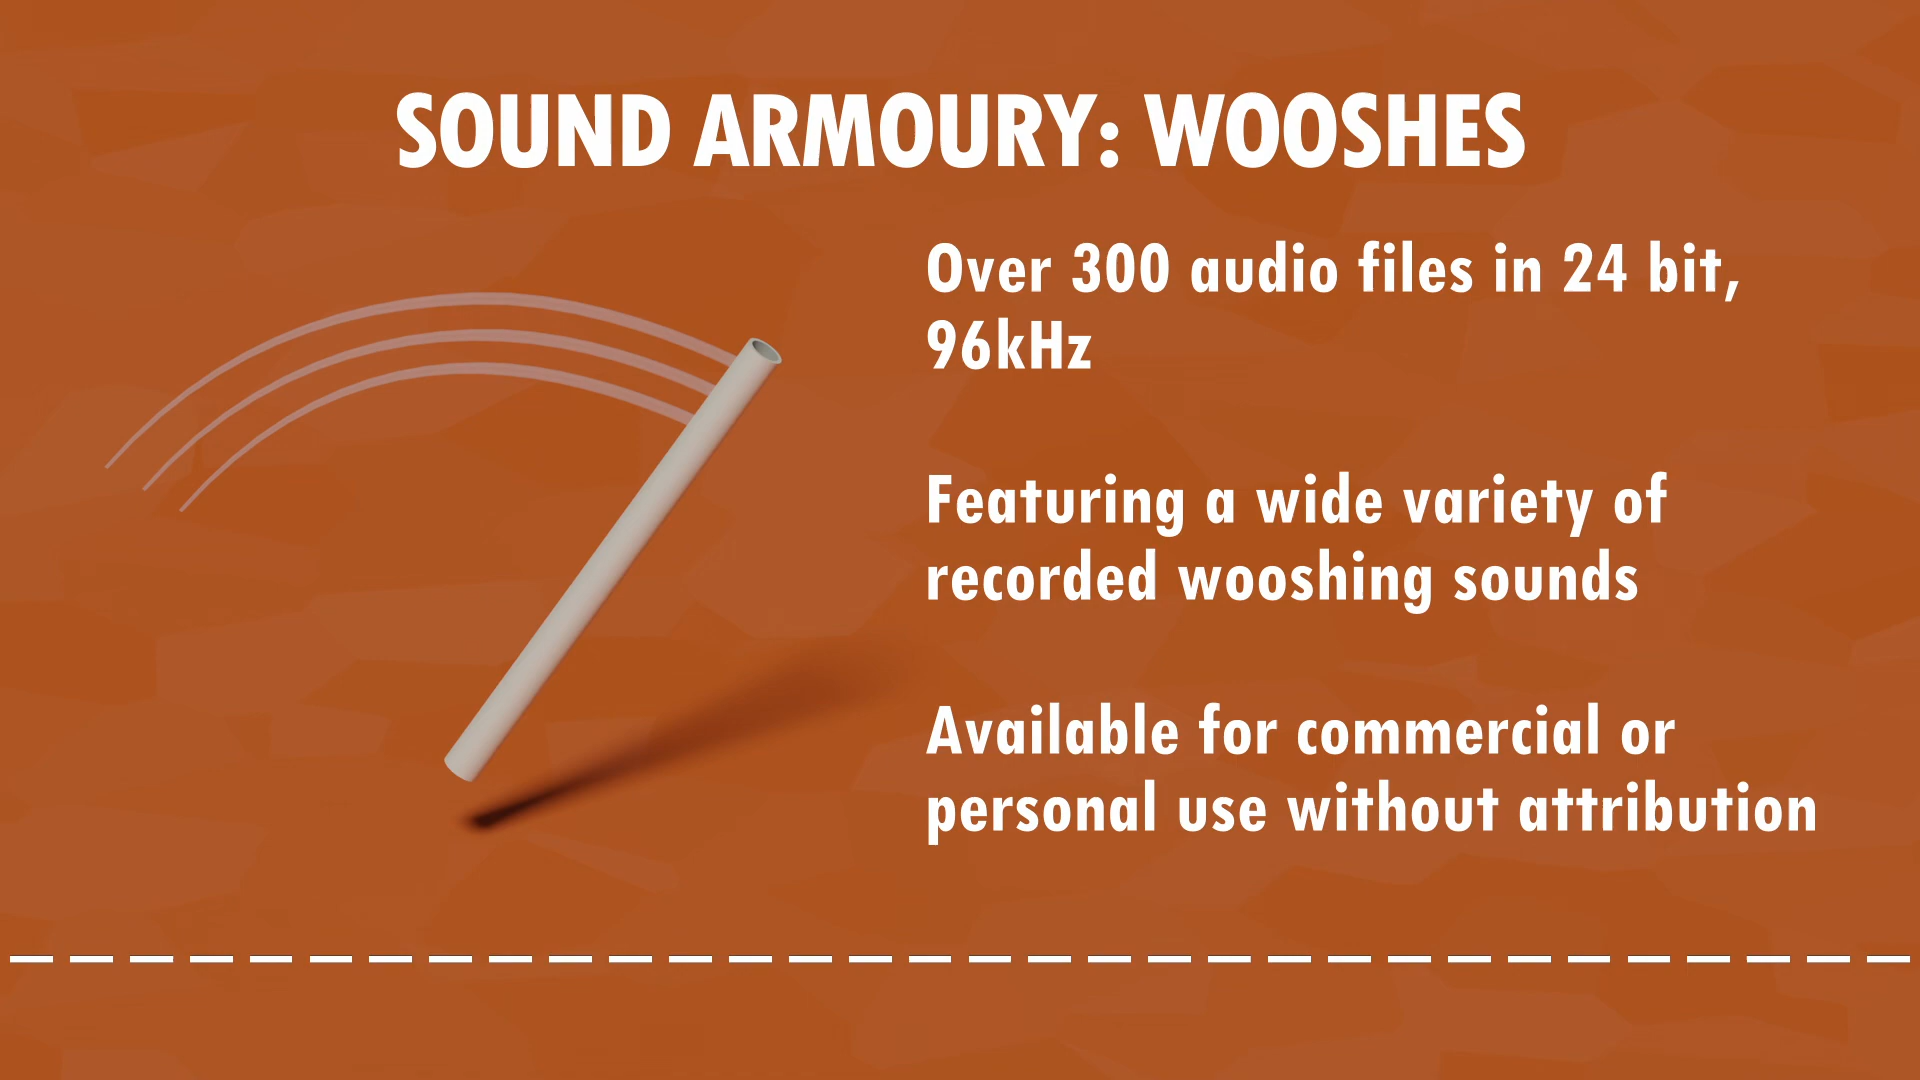 SOUND ARMOURY: WOOSHES
Over 300 audio files in 24 bit,
96kHz
Featuring a wide variety of
recorded wooshing sounds
Available for commercial or
personal use without attribution